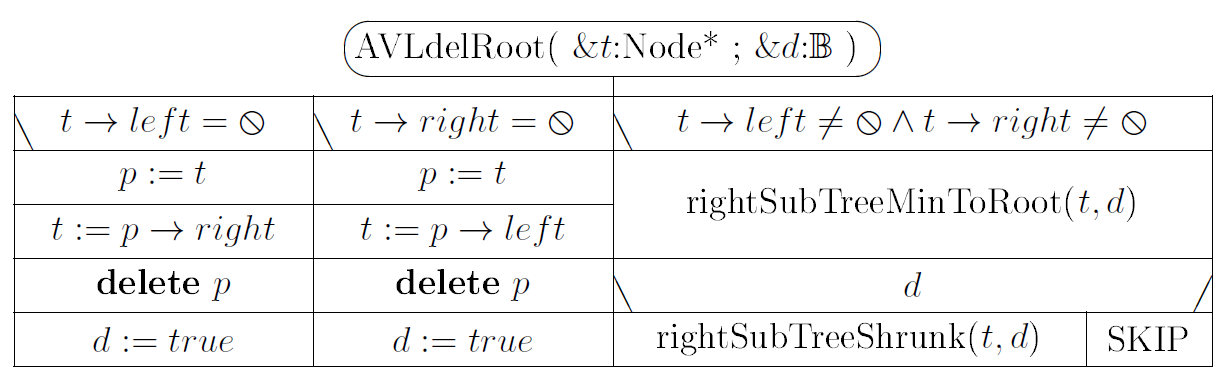 AVLdelRoot( &t:Node* ; &d:𝔹 )
t → left = ⦸ t → right = ⦸ t → left ≠ ⦸ ∧ t → right ≠ ⦸
p := t p := t
rightSubTreeMinToRoot(t, d)
t := p → right t := p → left
delete p delete p d
d := true d := true rightSubTreeShrunk(t, d) SKIP